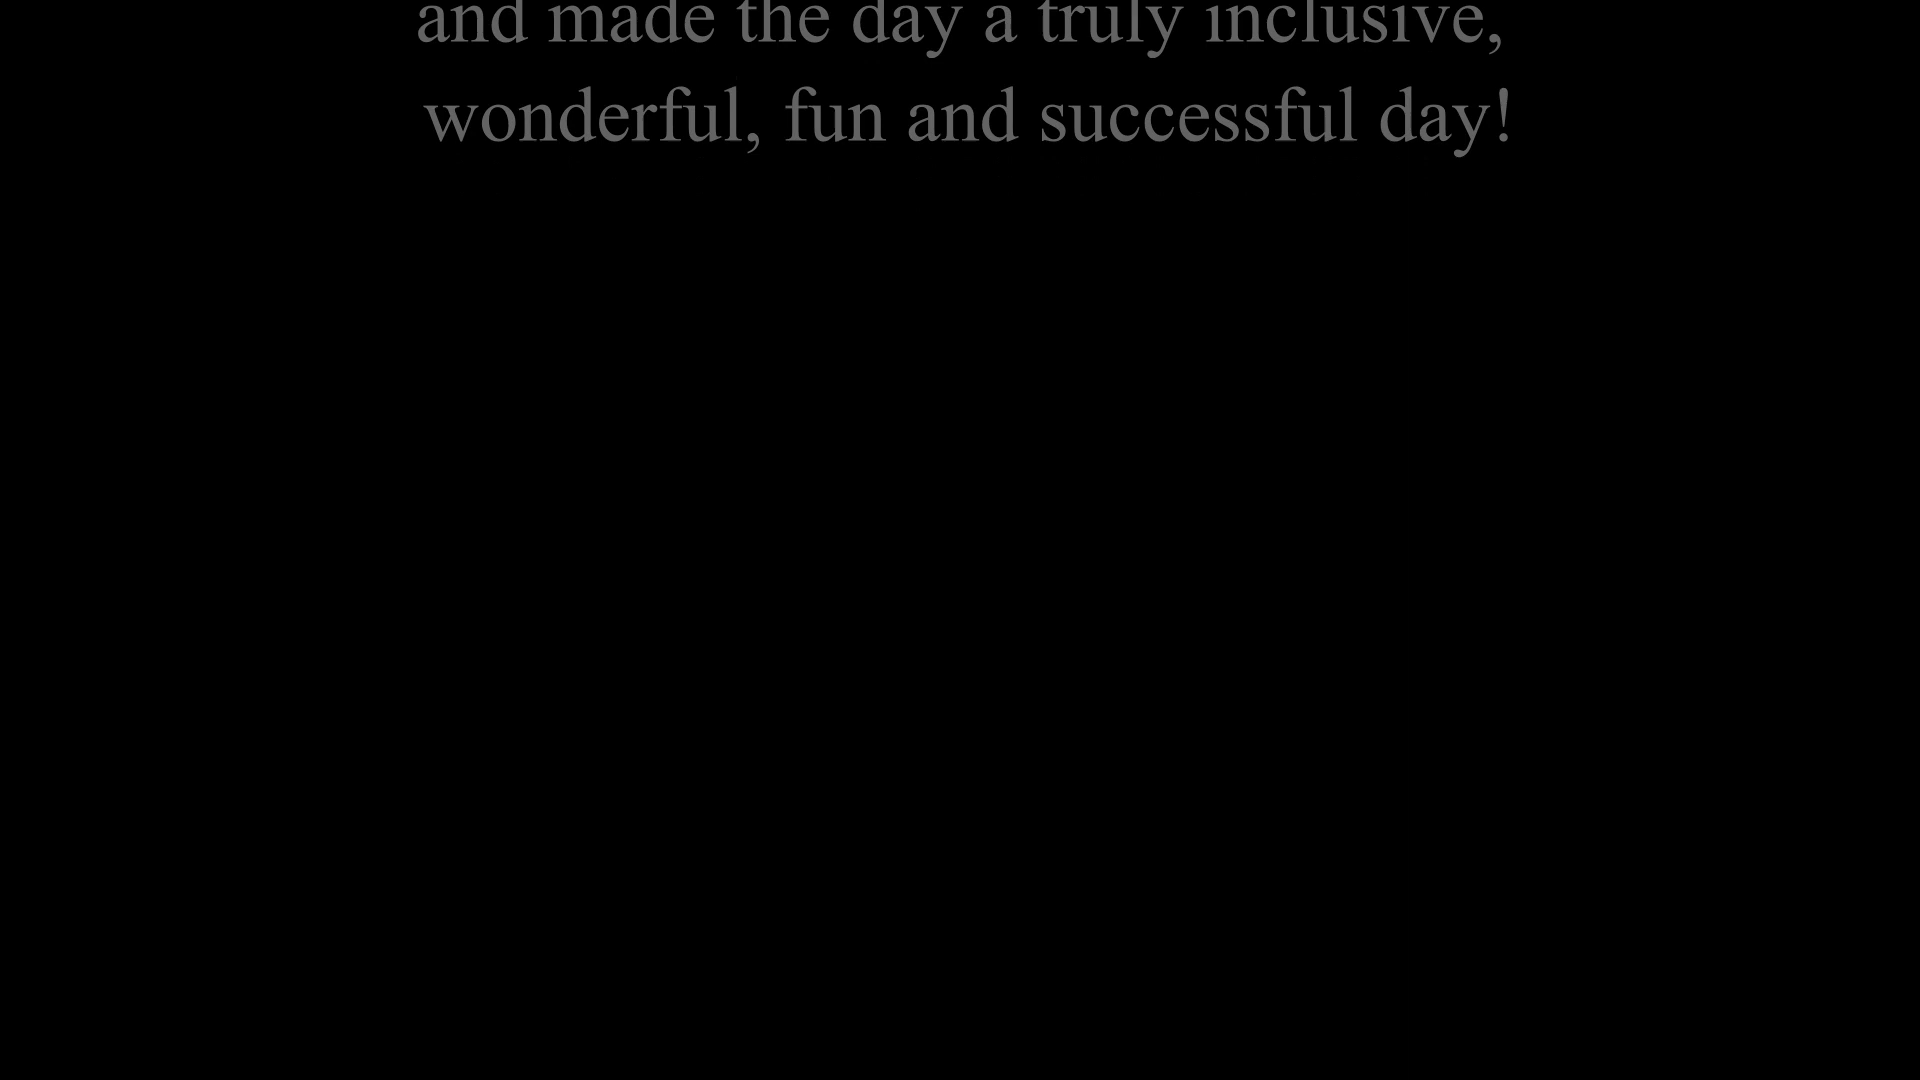 and made the day a truly inclusive,
wonderful, fun and successful day!